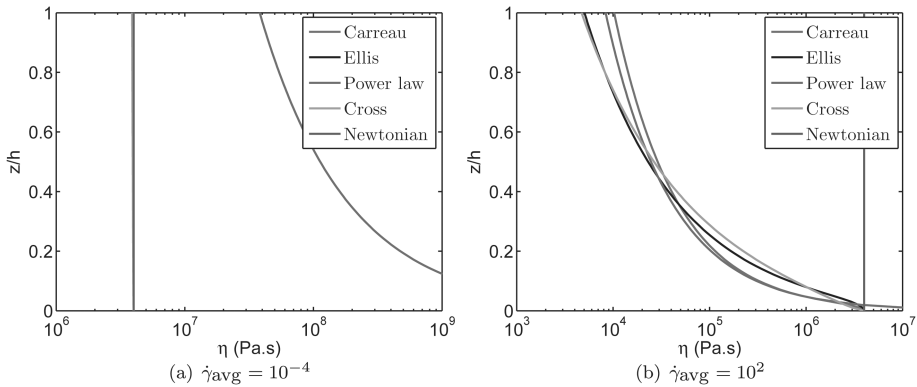 1
0.8
0.6
0.4
0.2
0
z/h
10^6
10^7
10^8
10^9
η (Pa.s)
Carreau
Ellis
Power law
Cross
Newtonian
(a) γ̇avg = 10^−4
1
0.8
0.6
0.4
0.2
0
z/h
10^3
10^4
10^5
10^6
10^7
η (Pa.s)
Carreau
Ellis
Power law
Cross
Newtonian
(b) γ̇avg = 10^2